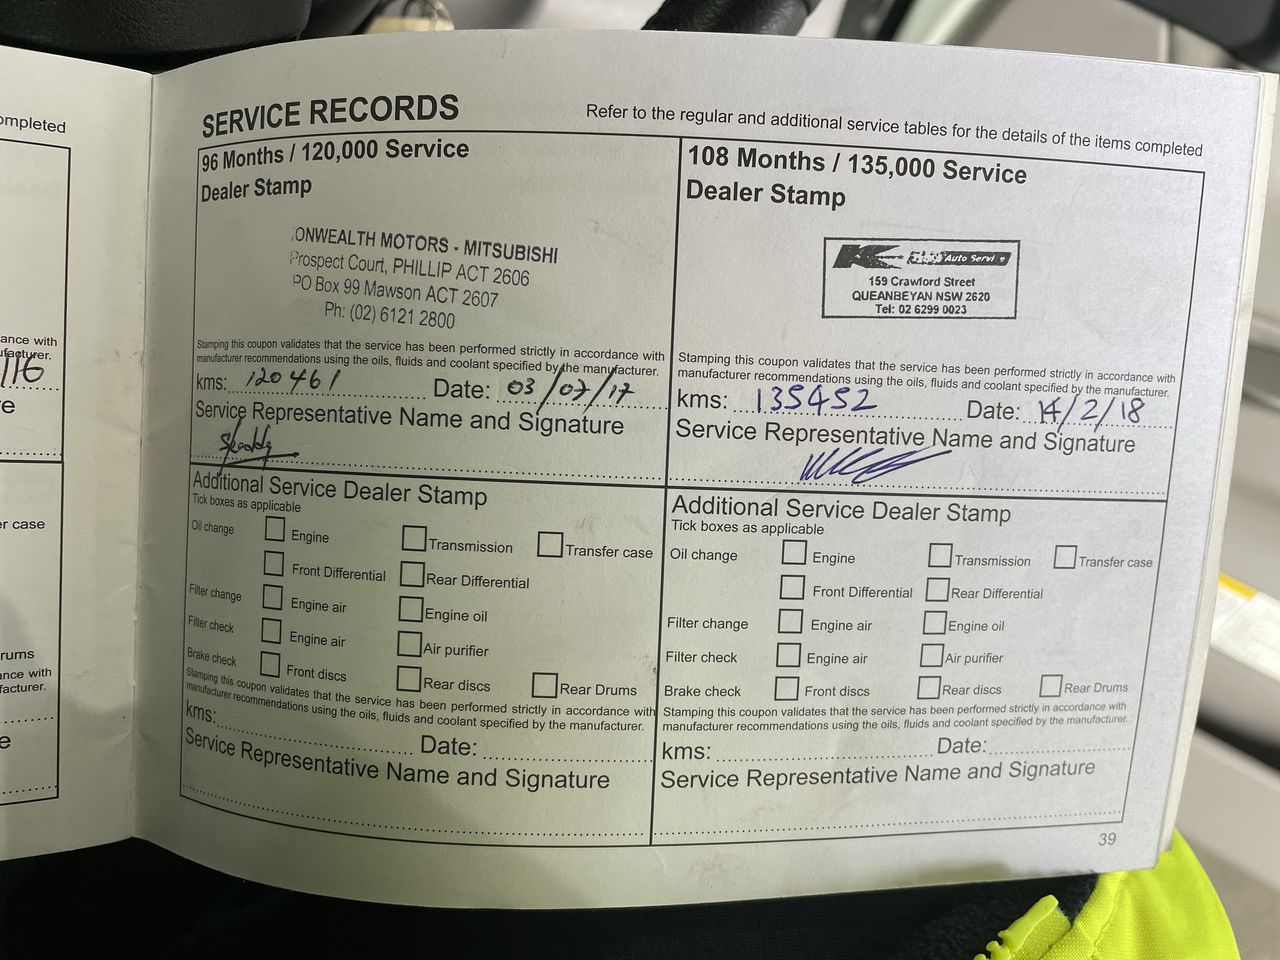 ompleted
ance with
ufacturer.
/116
re
er case
rums
ance with
facturer.
e
SERVICE RECORDS
Refer to the regular and additional service tables for the details of the items completed
96 Months / 120,000 Service
Dealer Stamp
ONWEALTH MOTORS - MITSUBISHI
Prospect Court, PHILLIP ACT 2606
PO Box 99 Mawson ACT 2607
Ph: (02) 6121 2800
Stamping this coupon validates that the service has been performed strictly in accordance with
manufacturer recommendations using the oils, fluids and coolant specified by the manufacturer.
kms: 120461 Date: 03/07/17
Service Representative Name and Signature
Additional Service Dealer Stamp
Tick boxes as applicable
Oil change Engine Transmission Transfer case
Front Differential Rear Differential
Filter change Engine air Engine oil
Filter check Engine air Air purifier
Brake check Front discs Rear discs Rear Drums
Stamping this coupon validates that the service has been performed strictly in accordance with
manufacturer recommendations using the oils, fluids and coolant specified by the manufacturer.
kms: Date:
Service Representative Name and Signature
108 Months / 135,000 Service
Dealer Stamp
Auto Servi
159 Crawford Street
QUEANBEYAN NSW 2620
Tel: 02 6299 0023
Stamping this coupon validates that the service has been performed strictly in accordance with
manufacturer recommendations using the oils, fluids and coolant specified by the manufacturer.
kms: 135452 Date: 14/2/18
Service Representative Name and Signature
Additional Service Dealer Stamp
Tick boxes as applicable
Oil change Engine Transmission Transfer case
Front Differential Rear Differential
Filter change Engine air Engine oil
Filter check Engine air Air purifier
Brake check Front discs Rear discs Rear Drums
Stamping this coupon validates that the service has been performed strictly in accordance with
manufacturer recommendations using the oils, fluids and coolant specified by the manufacturer.
kms: Date:
Service Representative Name and Signature
39